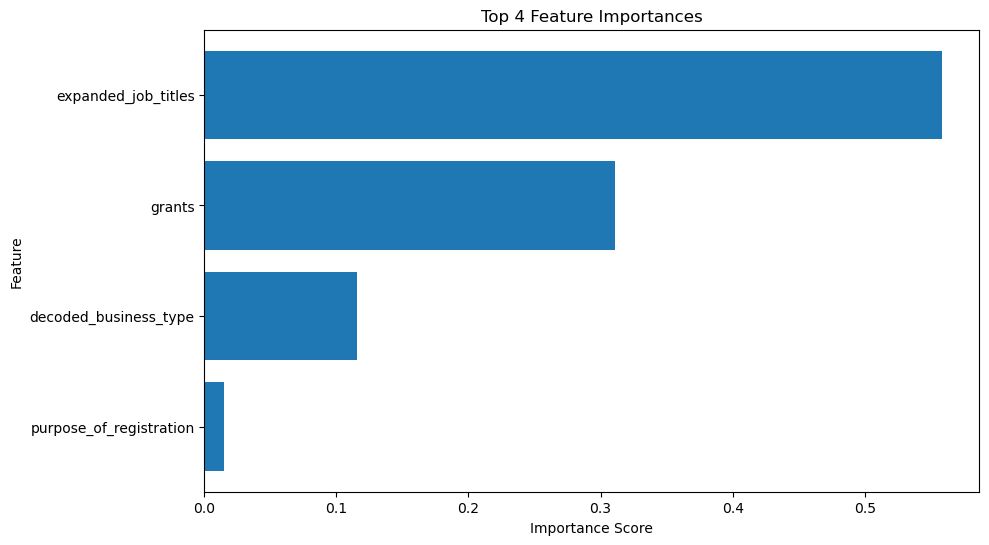 Top 4 Feature Importances
Feature
expanded_job_titles
grants
decoded_business_type
purpose_of_registration
0.0 0.1 0.2 0.3 0.4 0.5
Importance Score